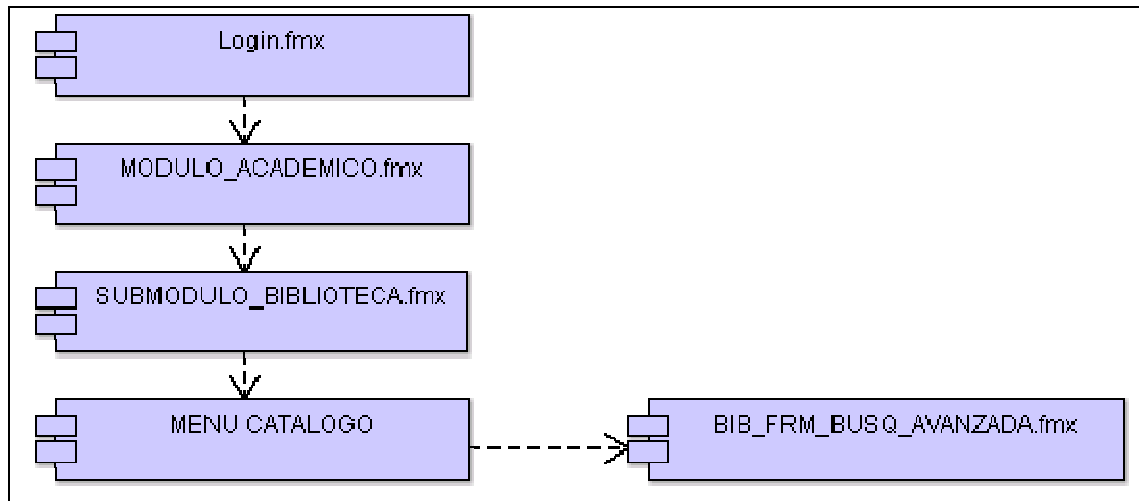 Login.fmx
MODULO_ACADEMICO.fmx
SUBMODULO_BIBLIOTECA.fmx
MENU CATALOGO
BIB_FRM_BUSQ_AVANZADA.fmx